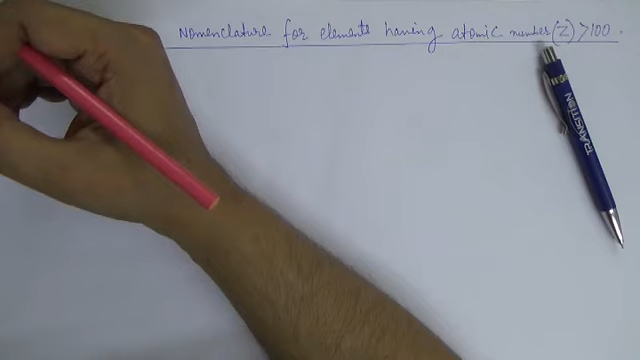 Nomenclature for elements having atomic number (Z) >100.
TRANSITION